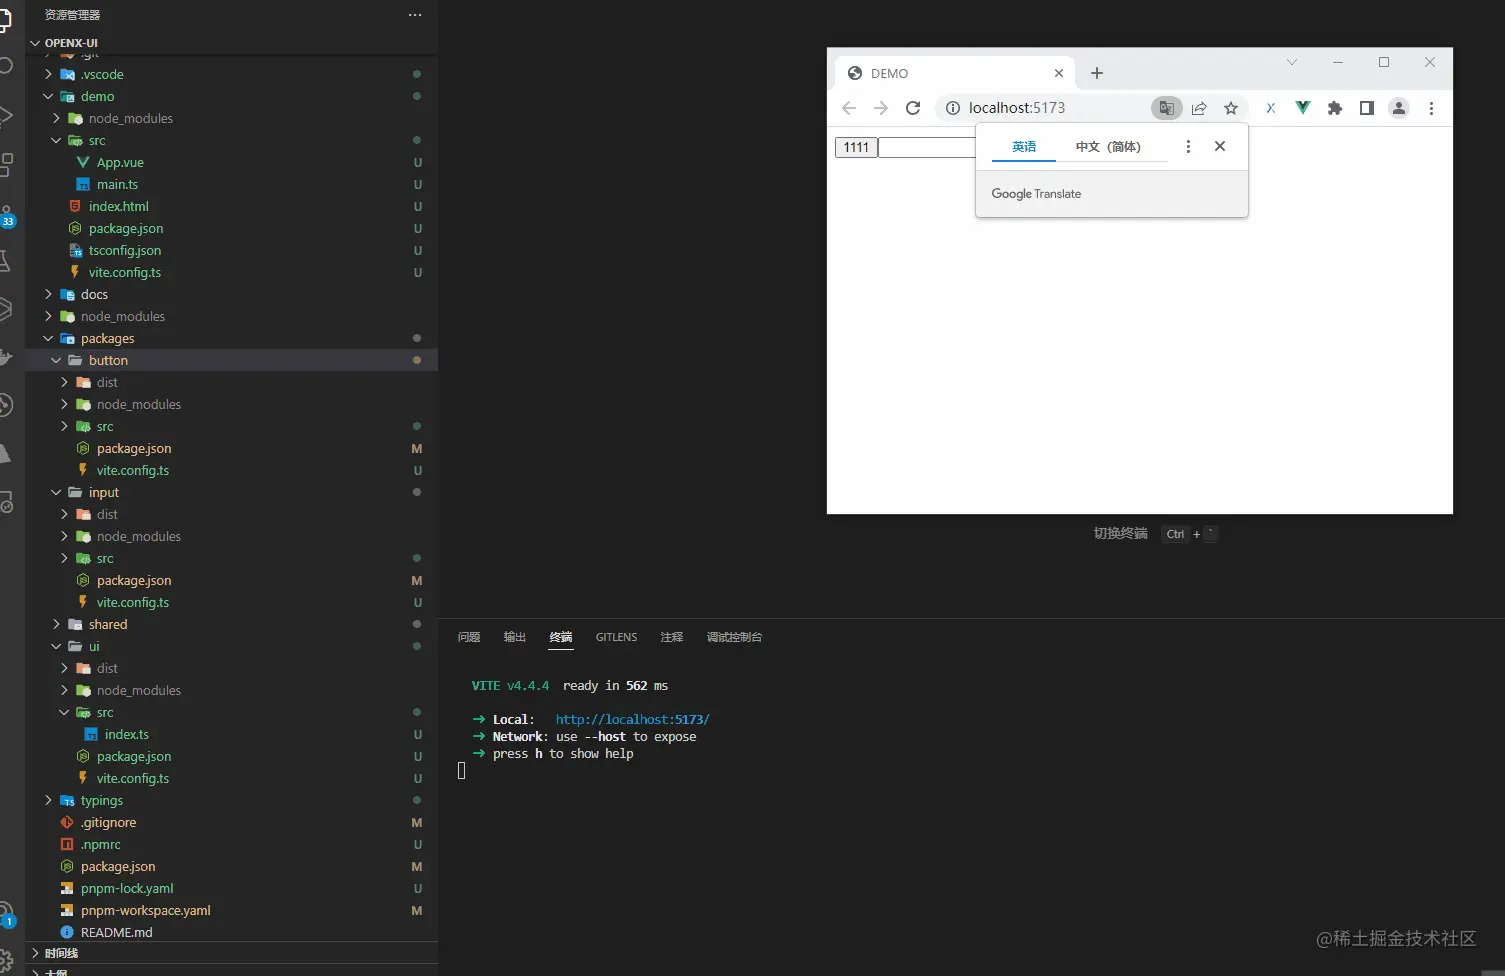 资源管理器
OPENX-UI
.git
.vscode
demo
node_modules
src
App.vue U
main.ts U
index.html U
package.json U
tsconfig.json U
vite.config.ts U
docs
node_modules
packages
button
dist
node_modules
src
package.json M
vite.config.ts U
input
dist
node_modules
src
package.json M
vite.config.ts U
shared
ui
dist
node_modules
src
index.ts U
package.json U
vite.config.ts U
typings
.gitignore M
.npmrc U
package.json M
pnpm-lock.yaml U
pnpm-workspace.yaml M
README.md
时间线
大纲
33
1
DEMO
localhost:5173
1111
英语 中文（简体）
Google Translate
切换终端 Ctrl + `
问题 输出 终端 GITLENS 注释 调试控制台
VITE v4.4.4 ready in 562 ms
➜ Local: http://localhost:5173/
➜ Network: use --host to expose
➜ press h to show help
@稀土掘金技术社区